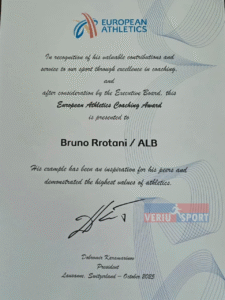 EUROPEAN
ATHLETICS
In recognition of his valuable contributions and
service to our sport through excellence in coaching,
and
after consideration by the Executive Board, this
European Athletics Coaching Award
is presented to
Bruno Rrotani / ALB
His example has been an inspiration for his peers and
demonstrated the highest values of athletics.
VERIU SPORT
Dobromir Karamarinov
President
Lausanne, Switzerland – October 2025